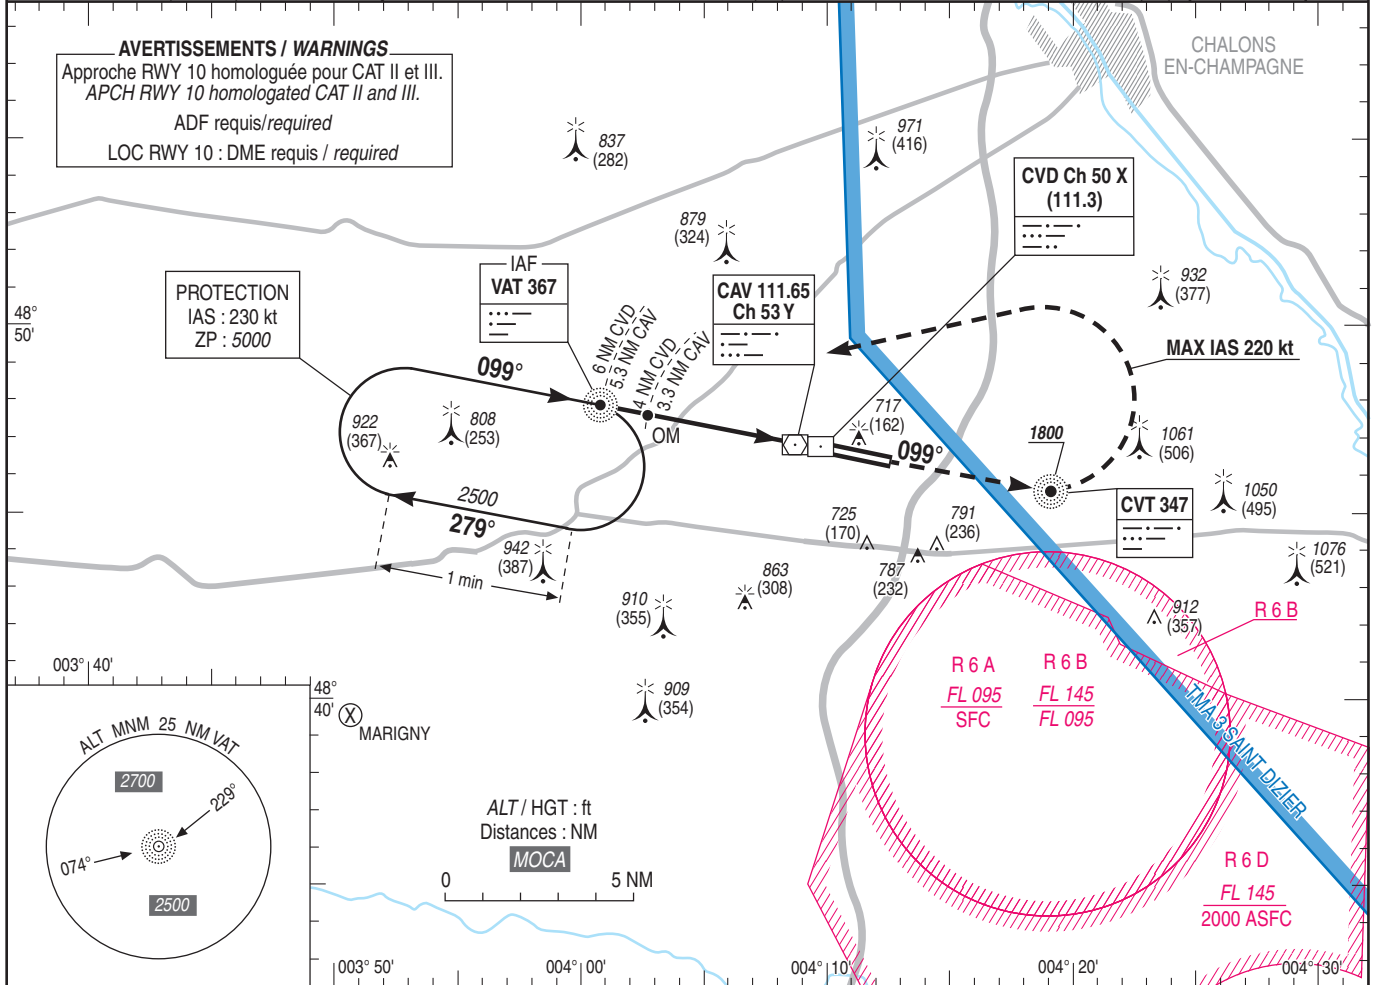 AVERTISSEMENTS / WARNINGS
Approche RWY 10 homologuée pour CAT II et III.
APCH RWY 10 homologated CAT II and III.
ADF requis/required
LOC RWY 10 : DME requis / required
CHALONS
EN-CHAMPAGNE
837
(282)
971
(416)
CVD Ch 50 X
(111.3)
879
(324)
932
(377)
IAF
VAT 367
CAV 111.65
Ch 53 Y
PROTECTION
IAS : 230 kt
ZP : 5000
48°
50'
6 NM CVD
5.3 NM CAV
4 NM CVD
3.3 NM CAV
MAX IAS 220 kt
099°
922
(367)
808
(253)
OM
717
(162)
099°
1800
1061
(506)
2500
279°
1050
(495)
CVT 347
725
(170)
791
(236)
942
(387)
1 min
863
(308)
787
(232)
1076
(521)
910
(355)
912
(357)
R 6 B
003° 40'
48°
40'
MARIGNY
909
(354)
R 6 A
FL 095
SFC
R 6 B
FL 145
FL 095
TMA 3 SAINT DIZIER
ALT MNM 25 NM VAT
2700
229°
074°
2500
ALT / HGT : ft
Distances : NM
MOCA
0
5 NM
R 6 D
FL 145
2000 ASFC
003° 50'
004° 00'
004° 10'
004° 20'
004° 30'